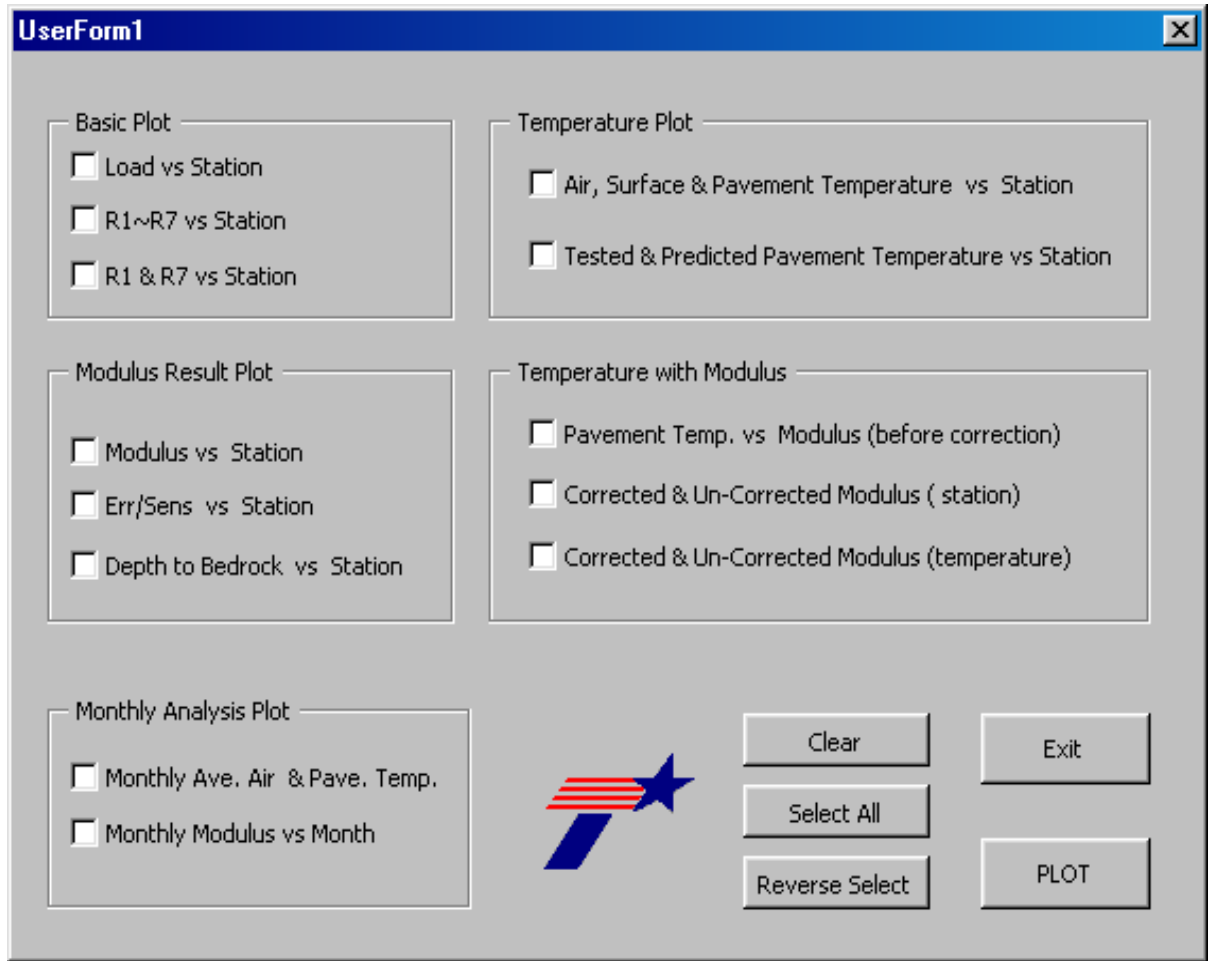 UserForm1
Basic Plot
Load vs Station
R1~R7 vs Station
R1 & R7 vs Station
Temperature Plot
Air, Surface & Pavement Temperature vs Station
Tested & Predicted Pavement Temperature vs Station
Modulus Result Plot
Modulus vs Station
Err/Sens vs Station
Depth to Bedrock vs Station
Temperature with Modulus
Pavement Temp. vs Modulus (before correction)
Corrected & Un-Corrected Modulus ( station)
Corrected & Un-Corrected Modulus (temperature)
Monthly Analysis Plot
Monthly Ave. Air & Pave. Temp.
Monthly Modulus vs Month
Clear
Select All
Reverse Select
Exit
PLOT